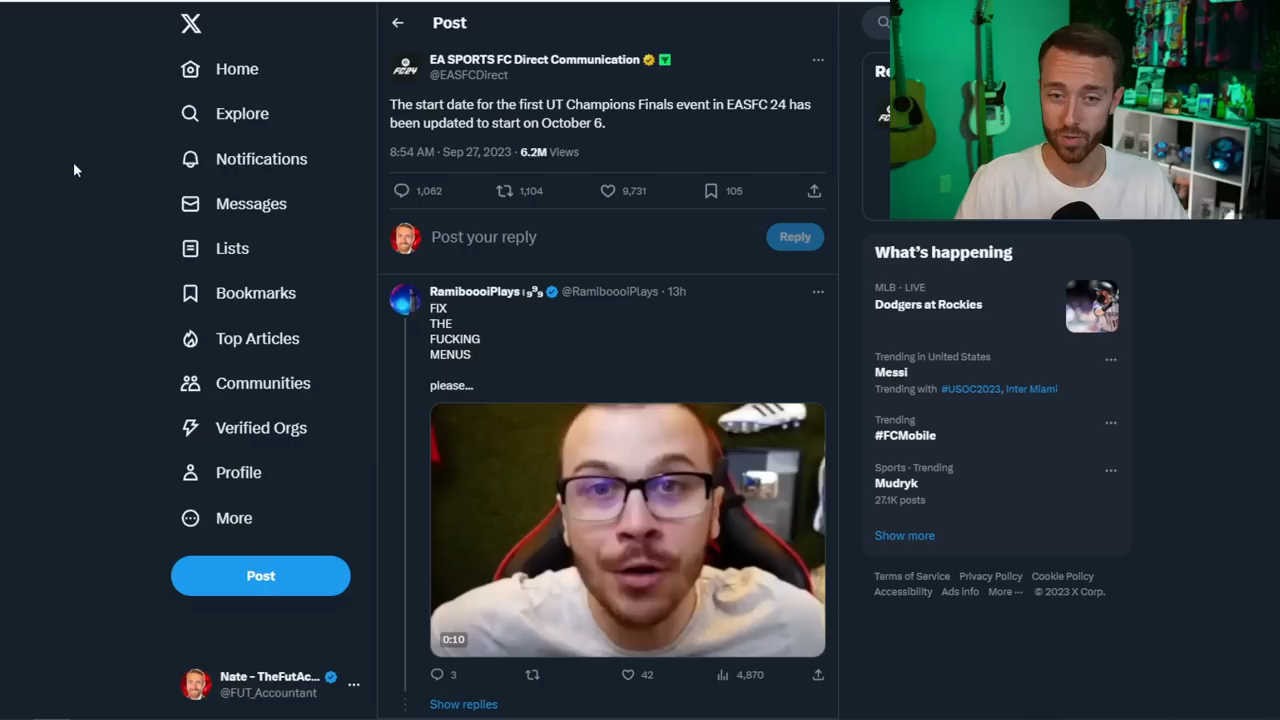 Home
Explore
Notifications
Messages
Lists
Bookmarks
Top Articles
Communities
Verified Orgs
Profile
More
Post
Nate - TheFutAc...
@FUT_Accountant
Post
FC24
EA SPORTS FC Direct Communication
@EASFCDirect
The start date for the first UT Champions Finals event in EASFC 24 has
been updated to start on October 6.
8:54 AM · Sep 27, 2023 · 6.2M Views
1,062 1,104 9,731 105
Post your reply
Reply
RamiboooiPlays ı⁹₉⁹ @RamiboooiPlays · 13h
FIX
THE
FUCKING
MENUS
please...
0:10
3 42 4,870
Show replies
Re
What's happening
MLB · LIVE
Dodgers at Rockies
Trending in United States
Messi
Trending with #USOC2023, Inter Miami
Trending
#FCMobile
Sports · Trending
Mudryk
27.1K posts
Show more
Terms of Service Privacy Policy Cookie Policy
Accessibility Ads info More ··· © 2023 X Corp.